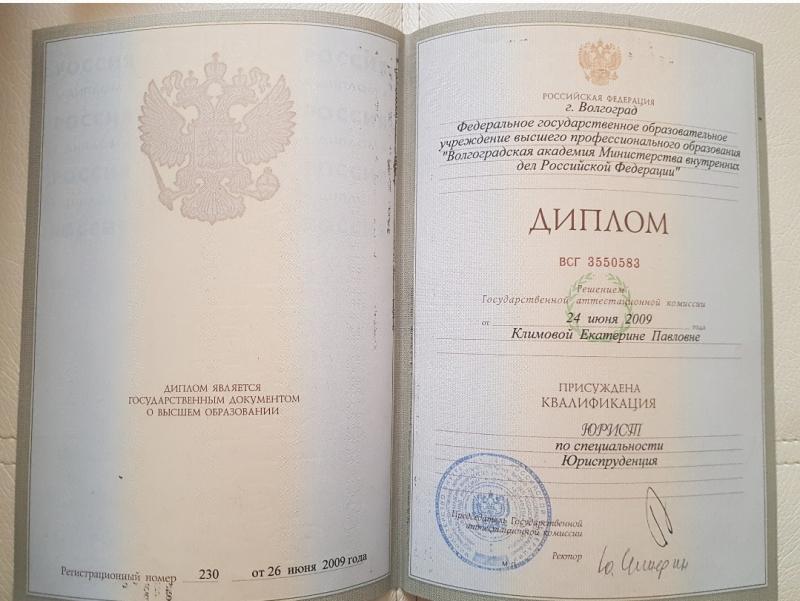 ДИПЛОМ ЯВЛЯЕТСЯ
ГОСУДАРСТВЕННЫМ ДОКУМЕНТОМ
О ВЫСШЕМ ОБРАЗОВАНИИ
Регистрационный номер 230 от 26 июня 2009 года
РОССИЙСКАЯ ФЕДЕРАЦИЯ
г. Волгоград
Федеральное государственное образовательное
учреждение высшего профессионального образования
"Волгоградская академия Министерства внутренних
дел Российской Федерации"
ДИПЛОМ
ВСГ 3550583
Решением
Государственной аттестационной комиссии
от 24 июня 2009 года
Климовой Екатерине Павловне
ПРИСУЖДЕНА
КВАЛИФИКАЦИЯ
ЮРИСТ
по специальности
Юриспруденция
Председатель Государственной
аттестационной комиссии
Ректор